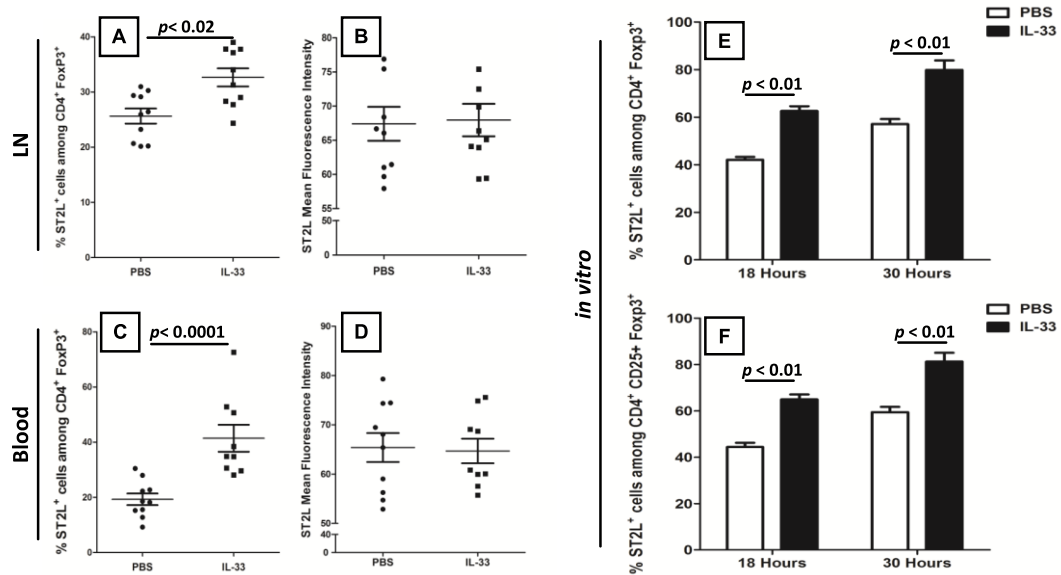 LN
A
p< 0.02
% ST2L⁺ cells among CD4⁺ FoxP3⁺
40
30
20
10
0
PBS
IL-33
B
ST2L Mean Fluorescence Intensity
80
75
70
65
60
55
50
0
PBS
IL-33
Blood
C
p< 0.0001
% ST2L⁺ cells among CD4⁺ FoxP3⁺
80
60
40
20
0
PBS
IL-33
D
ST2L Mean Fluorescence Intensity
90
80
70
60
50
40
0
PBS
IL-33
in vitro
E
PBS
IL-33
p < 0.01
p < 0.01
% ST2L⁺ cells among CD4⁺ Foxp3⁺
100
80
60
40
20
0
18 Hours
30 Hours
F
PBS
IL-33
p < 0.01
p < 0.01
% ST2L⁺ cells among CD4⁺ CD25+ Foxp3⁺
100
80
60
40
20
0
18 Hours
30 Hours